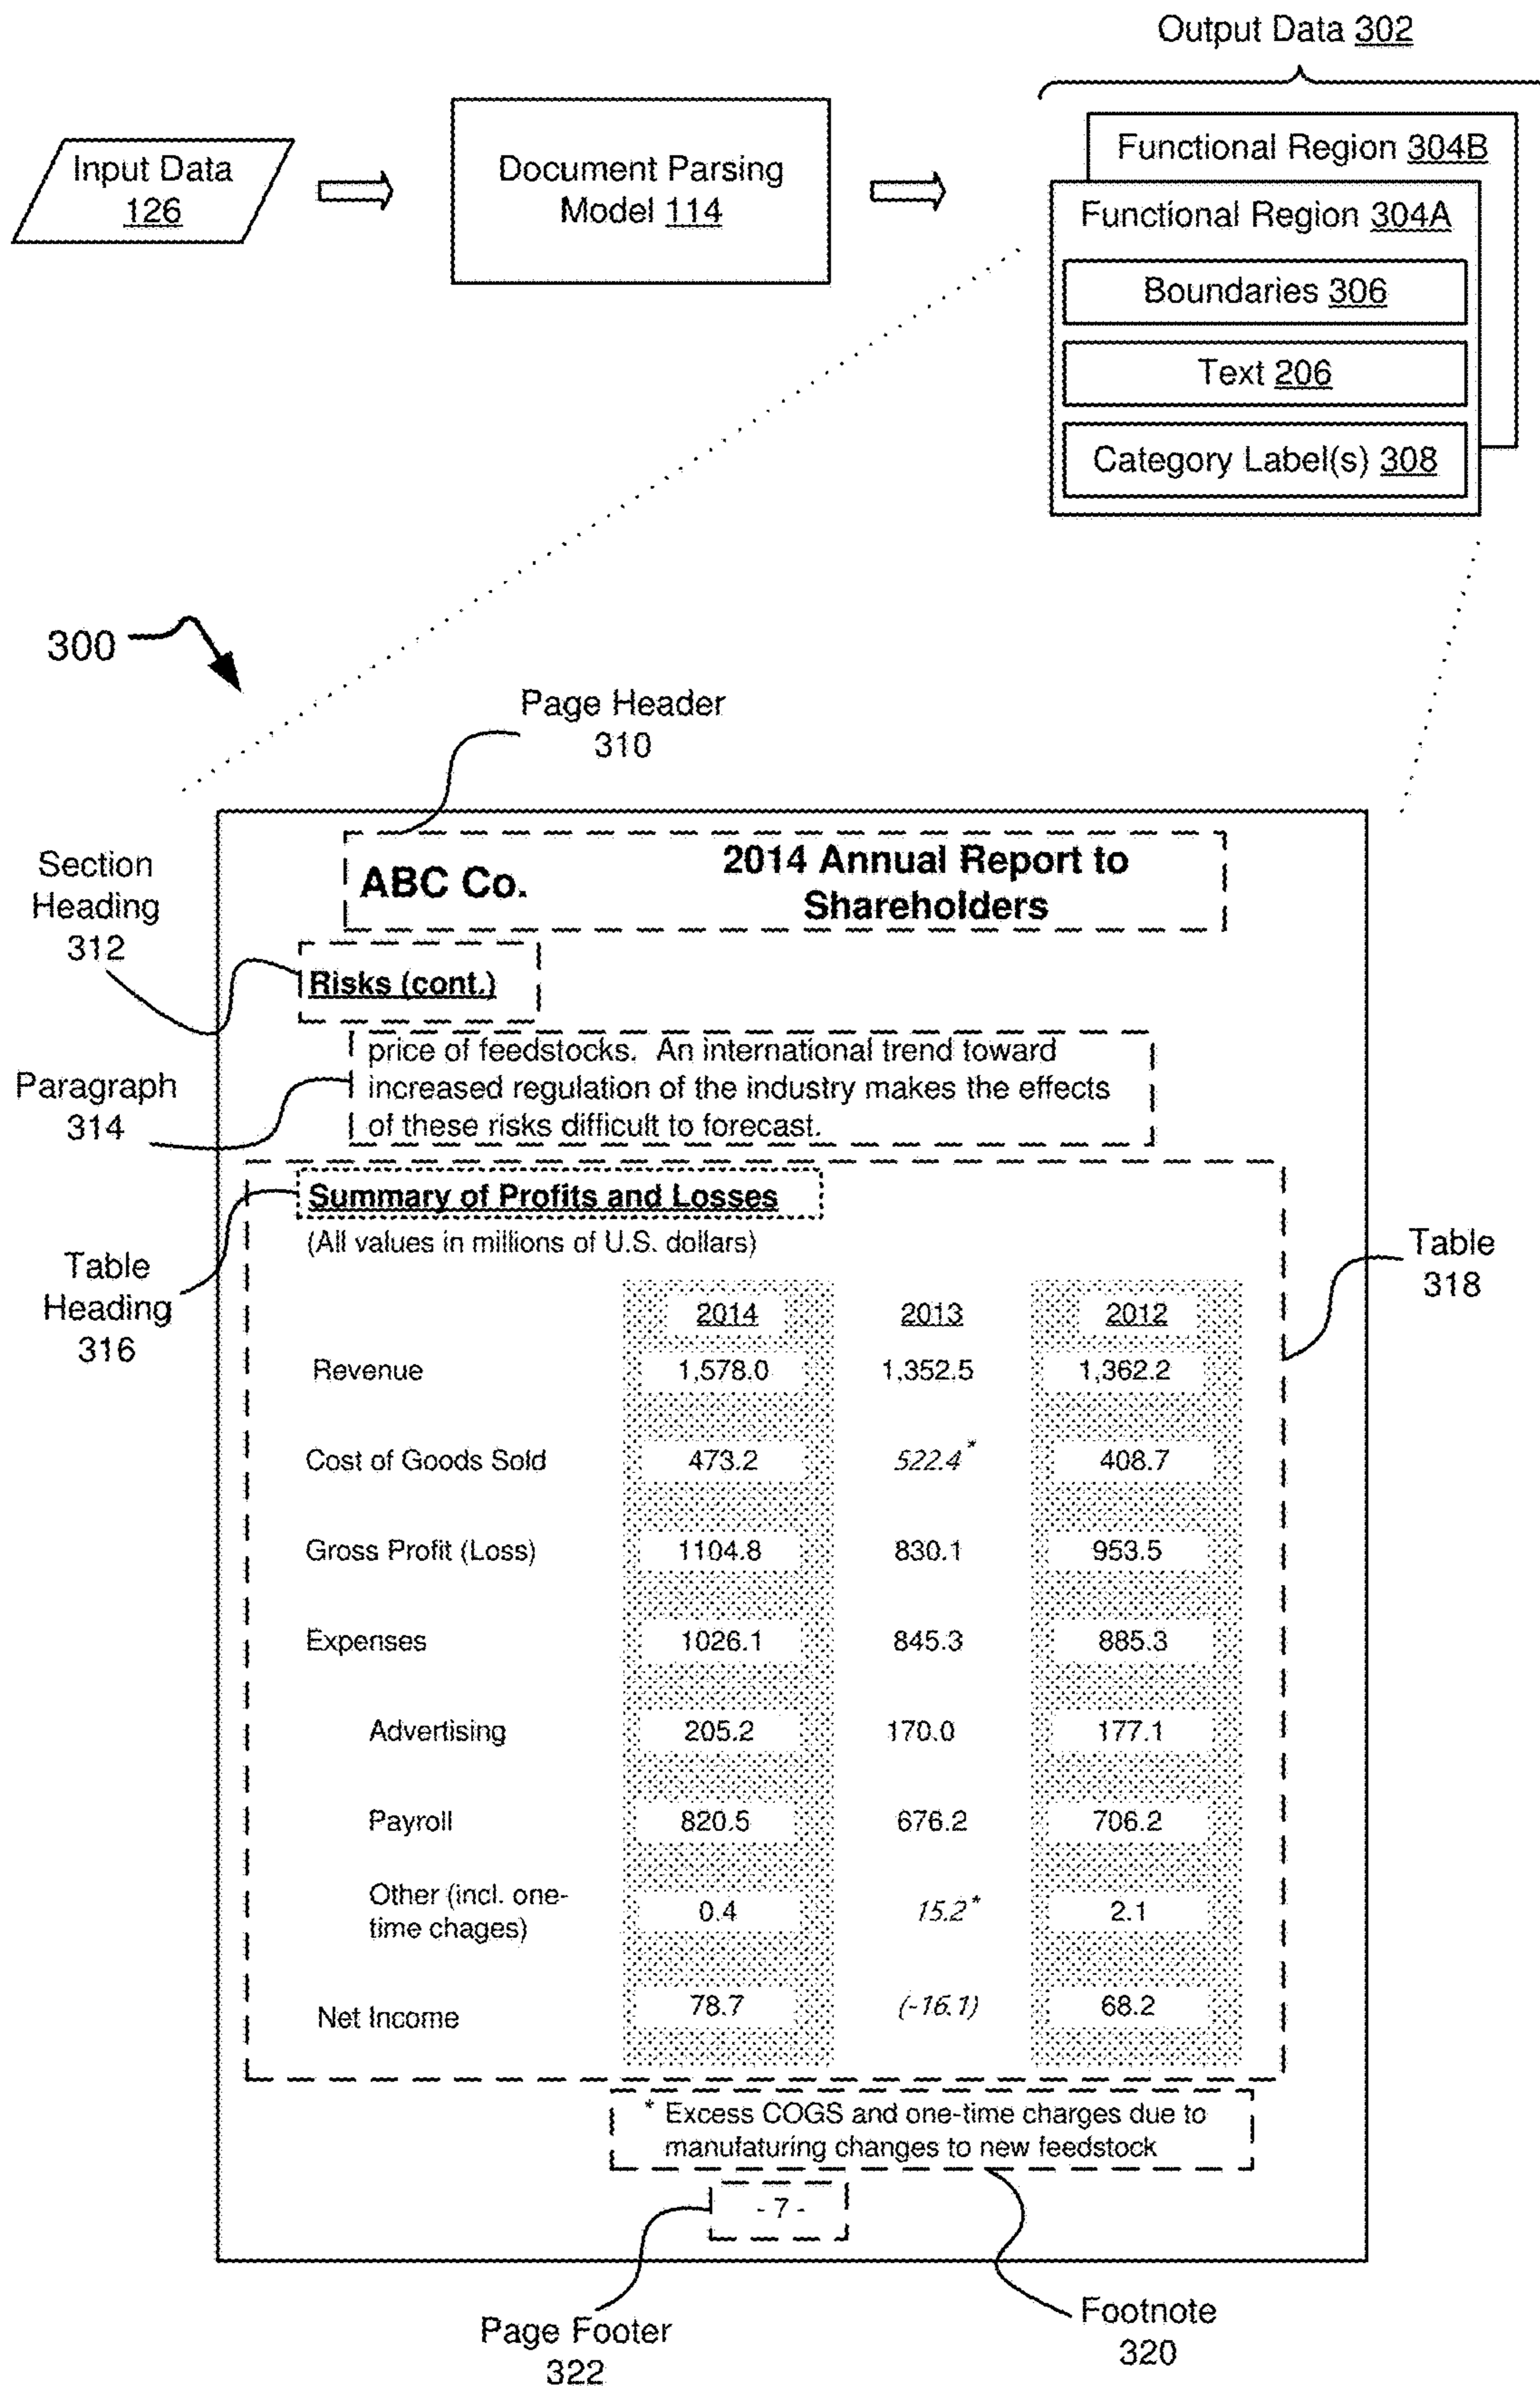 Output Data 302
Input Data
126
Document Parsing
Model 114
Functional Region 304B
Functional Region 304A
Boundaries 306
Text 206
Category Label(s) 308
300
Page Header
310
Section
Heading
312
ABC Co.
2014 Annual Report to
Shareholders
Risks (cont.)
Paragraph
314
price of feedstocks. An international trend toward
increased regulation of the industry makes the effects
of these risks difficult to forecast.
Table
Heading
316
Summary of Profits and Losses
(All values in millions of U.S. dollars)
Table
318
2014 2013 2012
Revenue 1,578.0 1,352.5 1,362.2
Cost of Goods Sold 473.2 522.4* 408.7
Gross Profit (Loss) 1104.8 830.1 953.5
Expenses 1026.1 845.3 885.3
Advertising 205.2 170.0 177.1
Payroll 820.5 676.2 706.2
Other (incl. one-
time chages) 0.4 15.2* 2.1
Net Income 78.7 (-16.1) 68.2
* Excess COGS and one-time charges due to
manufaturing changes to new feedstock
- 7 -
Page Footer
322
Footnote
320